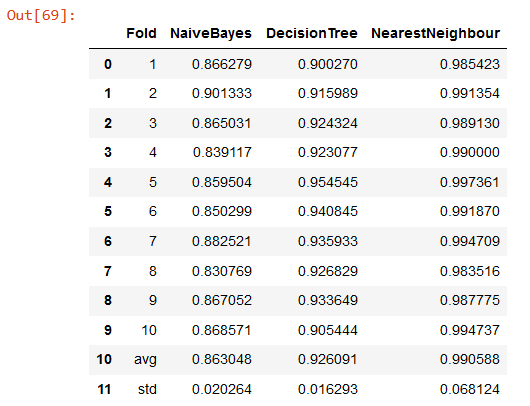 Out[69]:
Fold NaiveBayes DecisionTree NearestNeighbour
0 1 0.866279 0.900270 0.985423
1 2 0.901333 0.915989 0.991354
2 3 0.865031 0.924324 0.989130
3 4 0.839117 0.923077 0.990000
4 5 0.859504 0.954545 0.997361
5 6 0.850299 0.940845 0.991870
6 7 0.882521 0.935933 0.994709
7 8 0.830769 0.926829 0.983516
8 9 0.867052 0.933649 0.987775
9 10 0.868571 0.905444 0.994737
10 avg 0.863048 0.926091 0.990588
11 std 0.020264 0.016293 0.068124